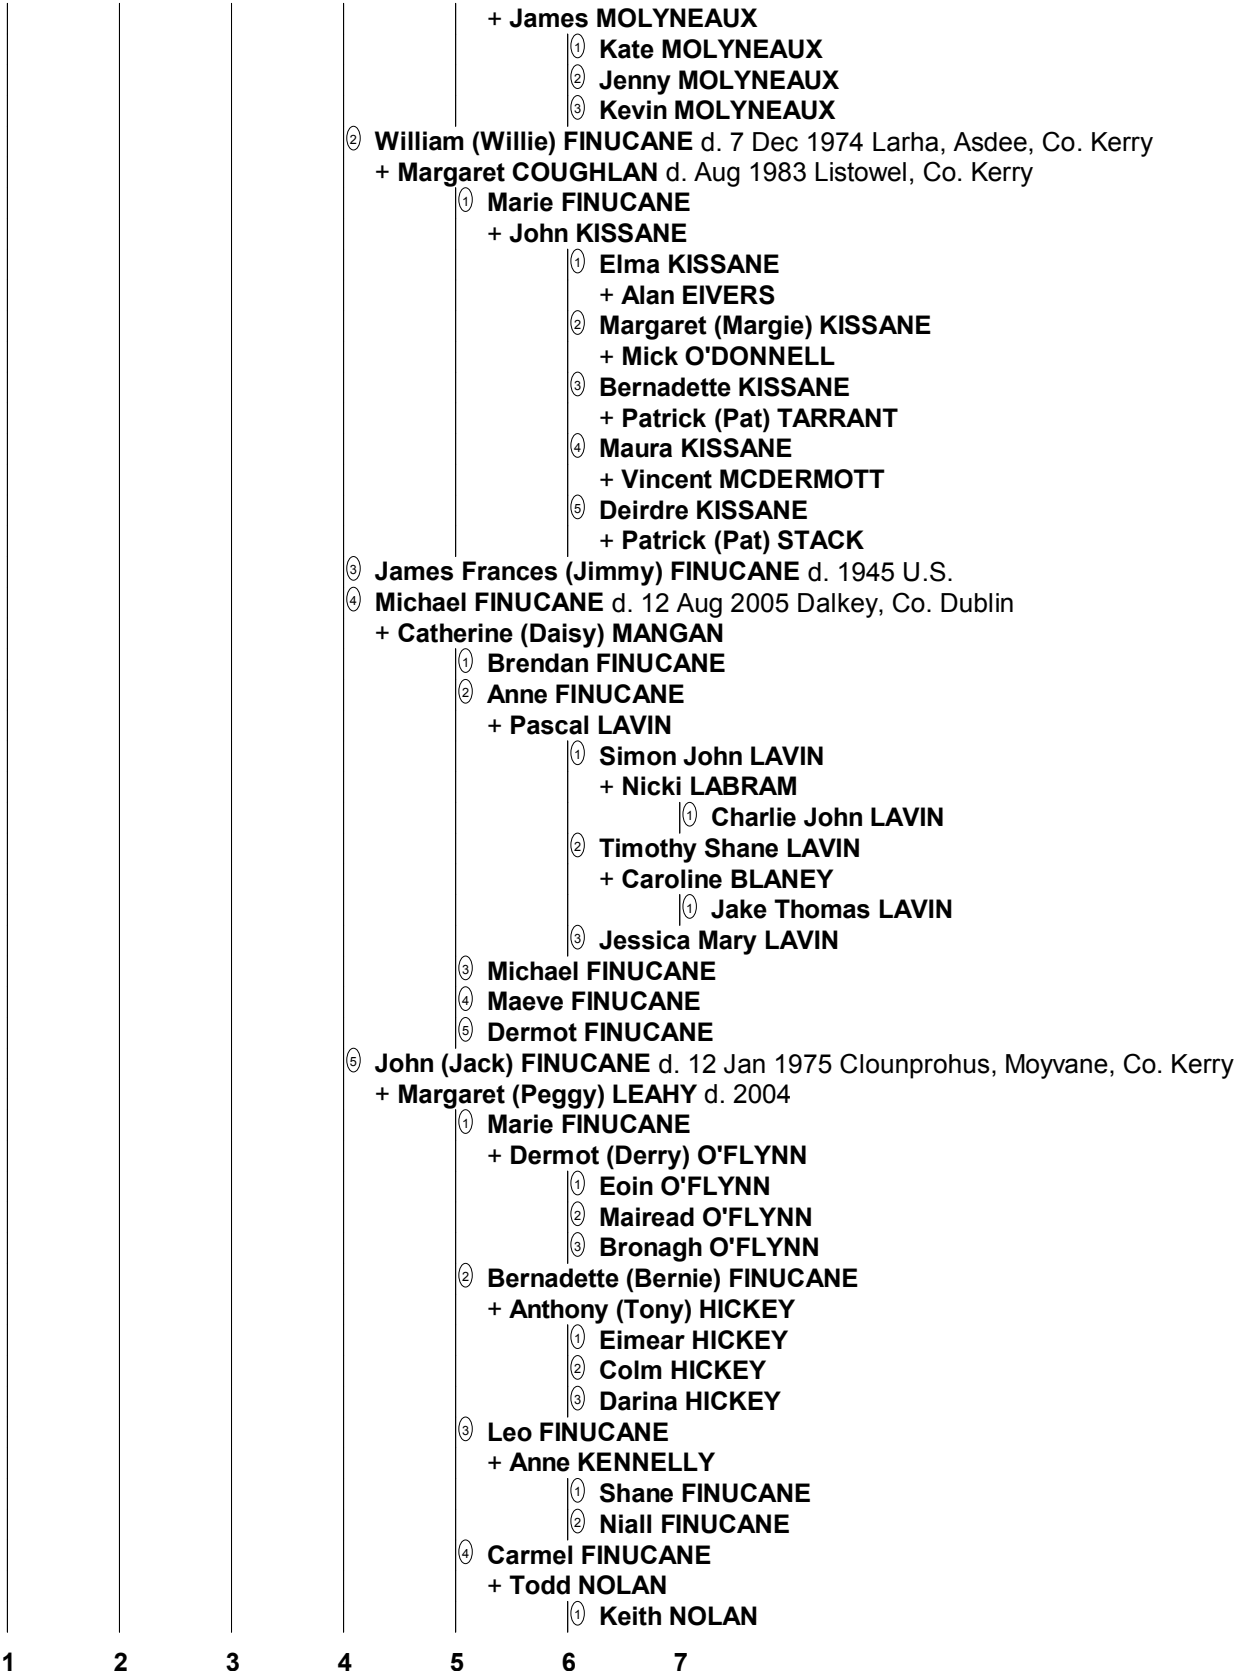 + James MOLYNEAUX
① Kate MOLYNEAUX
② Jenny MOLYNEAUX
③ Kevin MOLYNEAUX
② William (Willie) FINUCANE d. 7 Dec 1974 Larha, Asdee, Co. Kerry
+ Margaret COUGHLAN d. Aug 1983 Listowel, Co. Kerry
① Marie FINUCANE
+ John KISSANE
① Elma KISSANE
+ Alan EIVERS
② Margaret (Margie) KISSANE
+ Mick O'DONNELL
③ Bernadette KISSANE
+ Patrick (Pat) TARRANT
④ Maura KISSANE
+ Vincent MCDERMOTT
⑤ Deirdre KISSANE
+ Patrick (Pat) STACK
③ James Frances (Jimmy) FINUCANE d. 1945 U.S.
④ Michael FINUCANE d. 12 Aug 2005 Dalkey, Co. Dublin
+ Catherine (Daisy) MANGAN
① Brendan FINUCANE
② Anne FINUCANE
+ Pascal LAVIN
① Simon John LAVIN
+ Nicki LABRAM
① Charlie John LAVIN
② Timothy Shane LAVIN
+ Caroline BLANEY
① Jake Thomas LAVIN
③ Jessica Mary LAVIN
③ Michael FINUCANE
④ Maeve FINUCANE
⑤ Dermot FINUCANE
⑤ John (Jack) FINUCANE d. 12 Jan 1975 Clounprohus, Moyvane, Co. Kerry
+ Margaret (Peggy) LEAHY d. 2004
① Marie FINUCANE
+ Dermot (Derry) O'FLYNN
① Eoin O'FLYNN
② Mairead O'FLYNN
③ Bronagh O'FLYNN
② Bernadette (Bernie) FINUCANE
+ Anthony (Tony) HICKEY
① Eimear HICKEY
② Colm HICKEY
③ Darina HICKEY
③ Leo FINUCANE
+ Anne KENNELLY
① Shane FINUCANE
② Niall FINUCANE
④ Carmel FINUCANE
+ Todd NOLAN
① Keith NOLAN
1 2 3 4 5 6 7